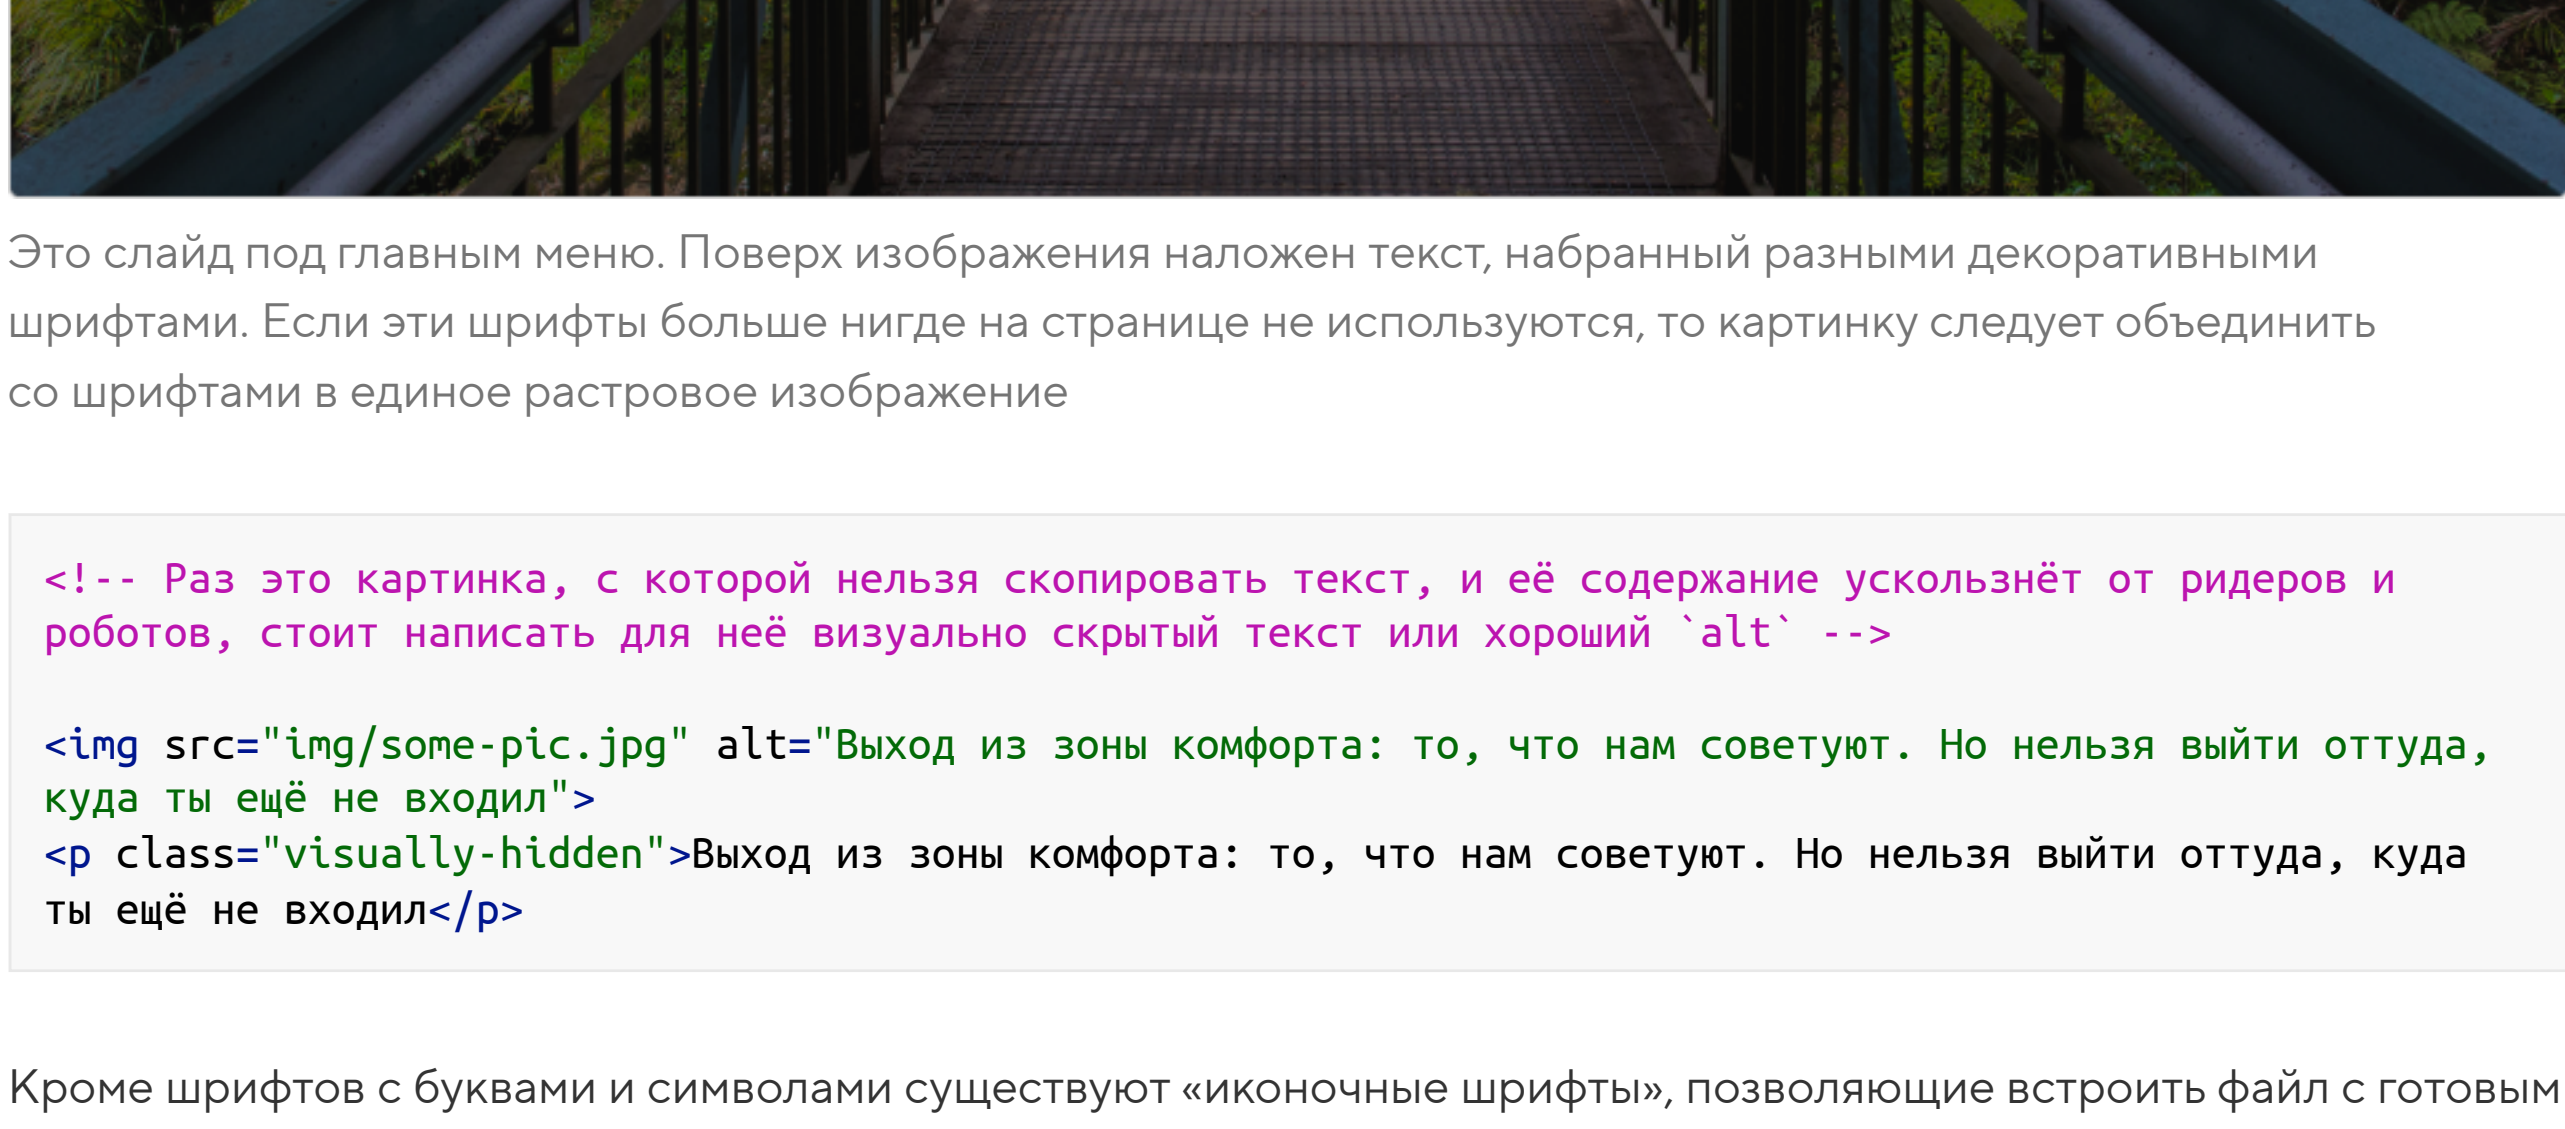 Это слайд под главным меню. Поверх изображения наложен текст, набранный разными декоративными
шрифтами. Если эти шрифты больше нигде на странице не используются, то картинку следует объединить
со шрифтами в единое растровое изображение
<!-- Раз это картинка, с которой нельзя скопировать текст, и её содержание ускользнёт от ридеров и
роботов, стоит написать для неё визуально скрытый текст или хороший `alt` -->
<img src="img/some-pic.jpg" alt="Выход из зоны комфорта: то, что нам советуют. Но нельзя выйти оттуда,
куда ты ещё не входил">
<p class="visually-hidden">Выход из зоны комфорта: то, что нам советуют. Но нельзя выйти оттуда, куда
ты ещё не входил</p>
Кроме шрифтов с буквами и символами существуют «иконочные шрифты», позволяющие встроить файл с готовым